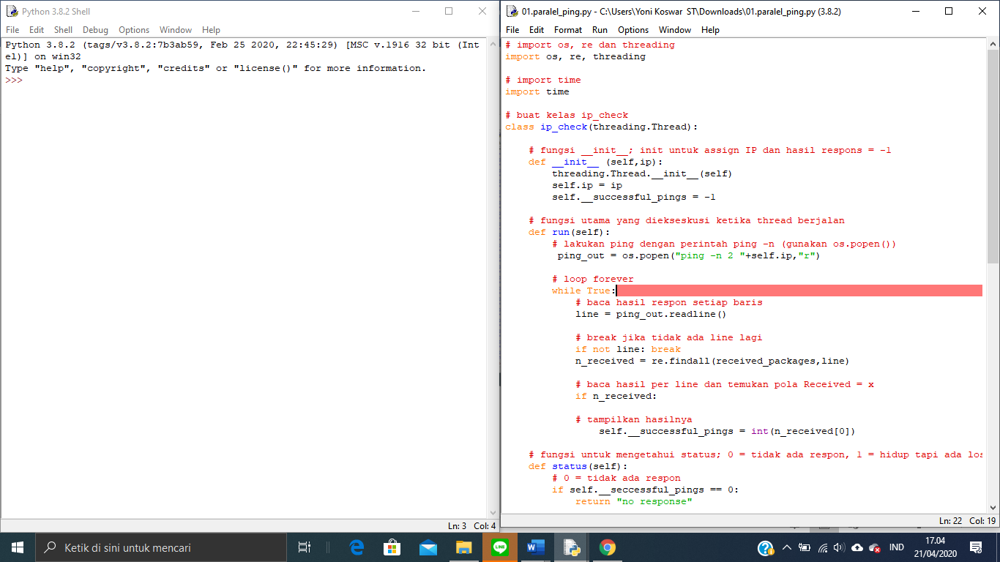 Python 3.8.2 Shell
File Edit Shell Debug Options Window Help
Python 3.8.2 (tags/v3.8.2:7b3ab59, Feb 25 2020, 22:45:29) [MSC v.1916 32 bit (Int
el)] on win32
Type "help", "copyright", "credits" or "license()" for more information.
>>>
Ln: 3 Col: 4
01.paralel_ping.py - C:\Users\Yoni Koswar ST\Downloads\01.paralel_ping.py (3.8.2)
File Edit Format Run Options Window Help
# import os, re dan threading
import os, re, threading
# import time
import time
# buat kelas ip_check
class ip_check(threading.Thread):
# fungsi __init__; init untuk assign IP dan hasil respons = -1
def __init__ (self,ip):
threading.Thread.__init__(self)
self.ip = ip
self.__successful_pings = -1
# fungsi utama yang diekseskusi ketika thread berjalan
def run(self):
# lakukan ping dengan perintah ping -n (gunakan os.popen())
ping_out = os.popen("ping -n 2 "+self.ip,"r")
# loop forever
while True:
# baca hasil respon setiap baris
line = ping_out.readline()
# break jika tidak ada line lagi
if not line: break
n_received = re.findall(received_packages,line)
# baca hasil per line dan temukan pola Received = x
if n_received:
# tampilkan hasilnya
self.__successful_pings = int(n_received[0])
# fungsi untuk mengetahui status; 0 = tidak ada respon, 1 = hidup tapi ada los
def status(self):
# 0 = tidak ada respon
if self.__seccessful_pings == 0:
return "no response"
Ln: 22 Col: 19
Ketik di sini untuk mencari
IND
17.04
21/04/2020